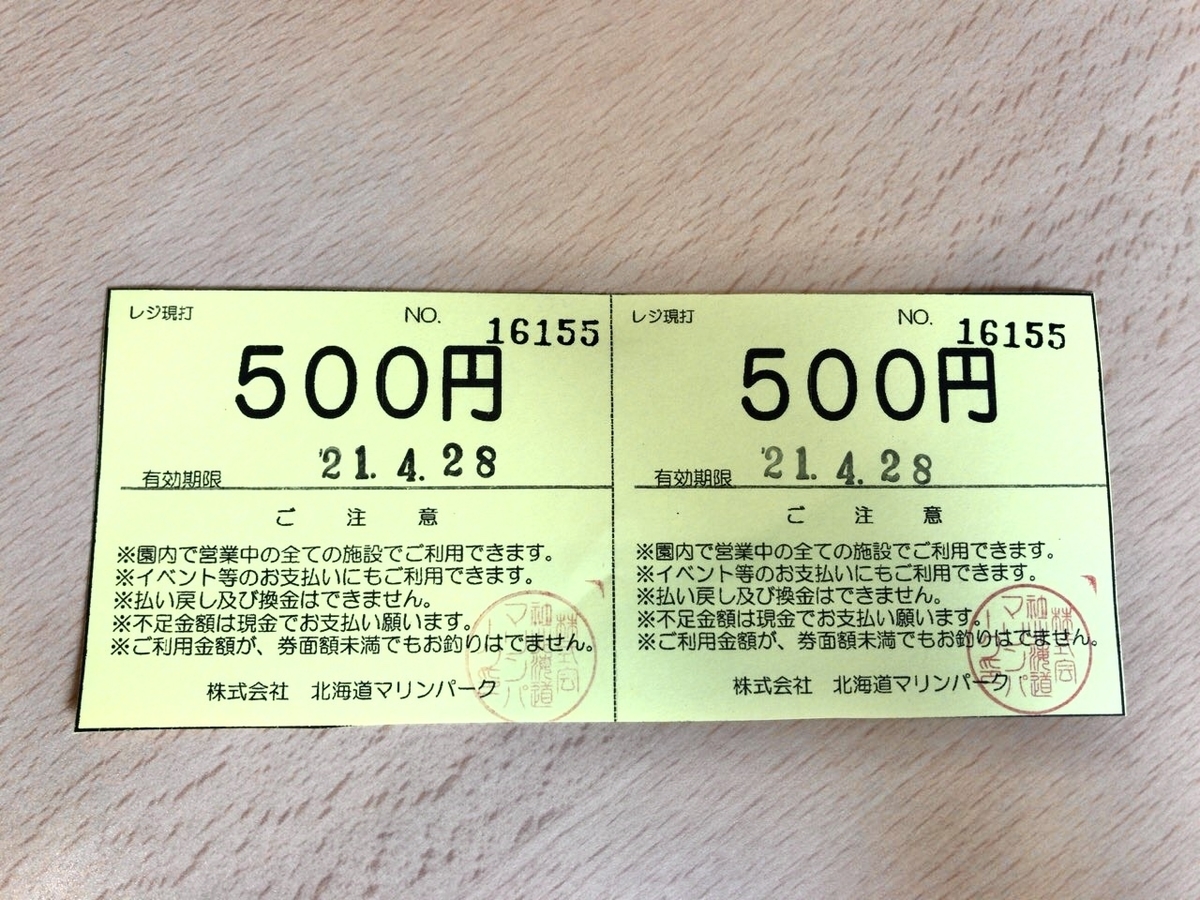 レジ現打 NO. 16155
500円
有効期限 '21.4.28
ご 注 意
※園内で営業中の全ての施設でご利用できます。
※イベント等のお支払いにもご利用できます。
※払い戻し及び換金はできません。
※不足金額は現金でお支払い願います。
※ご利用金額が、券面額未満でもお釣りはでません。
株式会社 北海道マリンパーク
レジ現打 NO. 16155
500円
有効期限 '21.4.28
ご 注 意
※園内で営業中の全ての施設でご利用できます。
※イベント等のお支払いにもご利用できます。
※払い戻し及び換金はできません。
※不足金額は現金でお支払い願います。
※ご利用金額が、券面額未満でもお釣りはでません。
株式会社 北海道マリンパーク